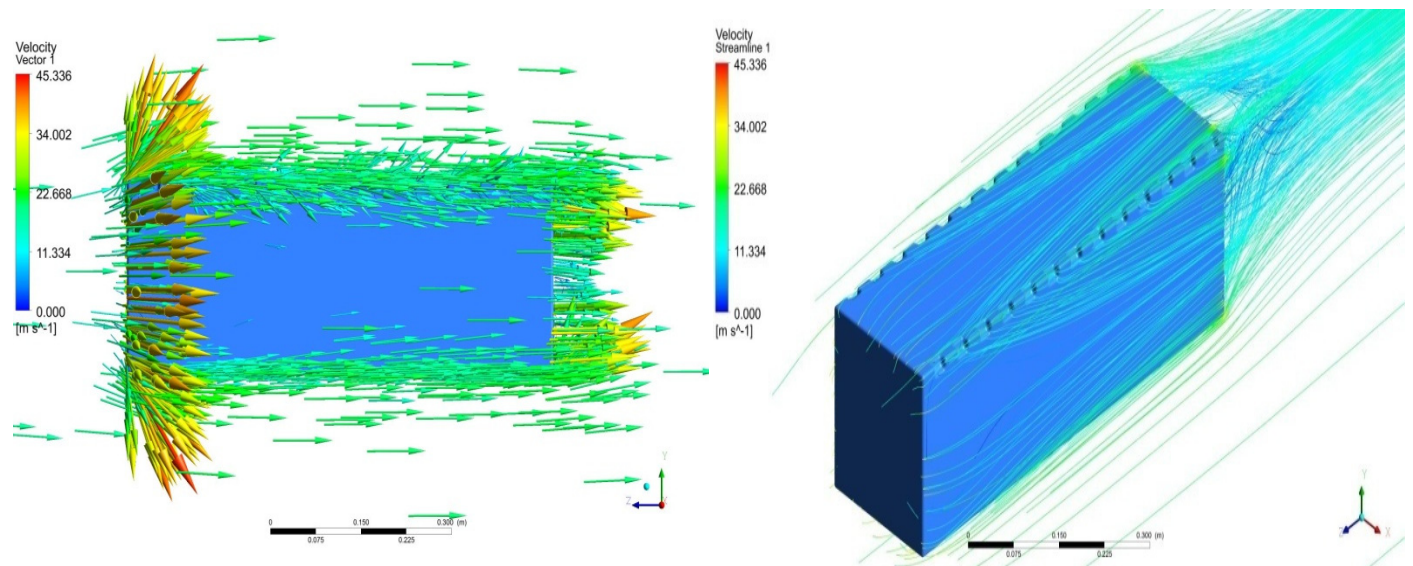 Velocity
Vector 1
45.336
34.002
22.668
11.334
0.000
[m s^-1]
0
0.150
0.300 (m)
0.075
0.225
Y
Z
Velocity
Streamline 1
45.336
34.002
22.668
11.334
0.000
[m s^-1]
0
0.150
0.300 (m)
0.075
0.225
Y
Z
X